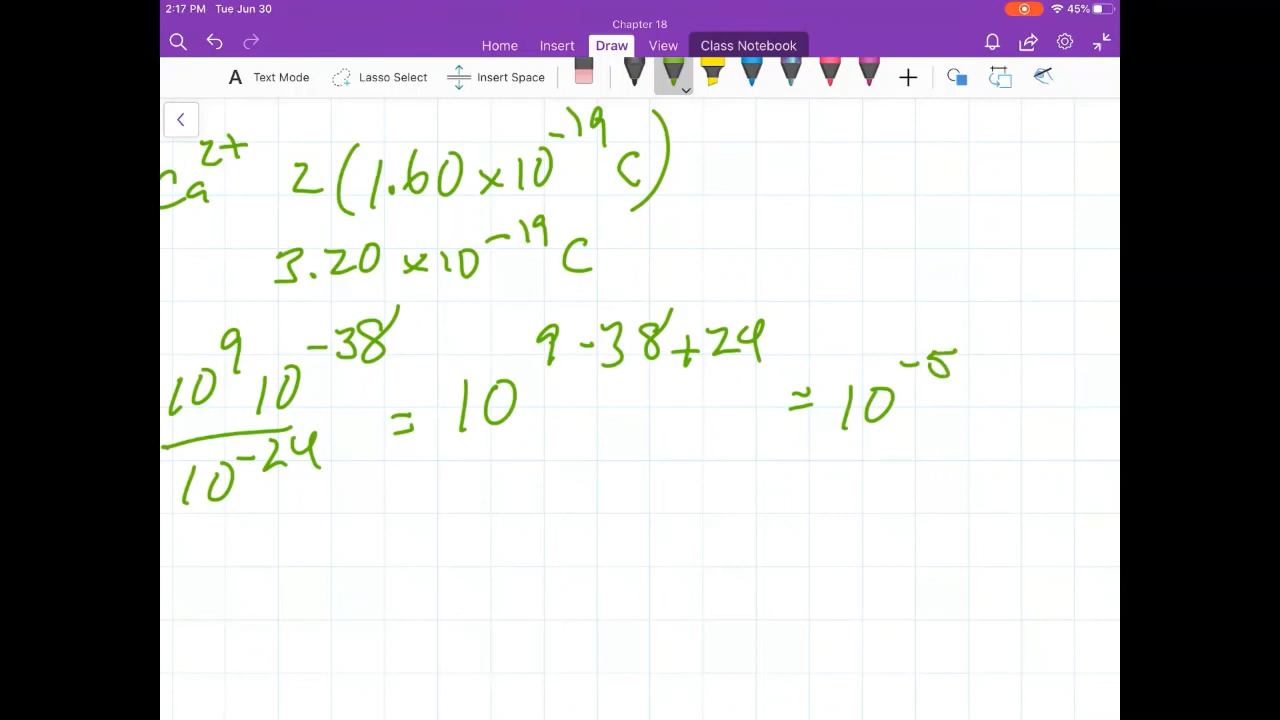 2:17 PM Tue Jun 30
45%
Chapter 18
Home Insert Draw View Class Notebook
Text Mode Lasso Select Insert Space
Ca²⁺ 2(1.60×10⁻¹⁹ C)
3.20×10⁻¹⁹ C
10⁹ 10⁻³⁸ / 10⁻²⁴ = 10⁹⁻³⁸⁺²⁴ = 10⁻⁵